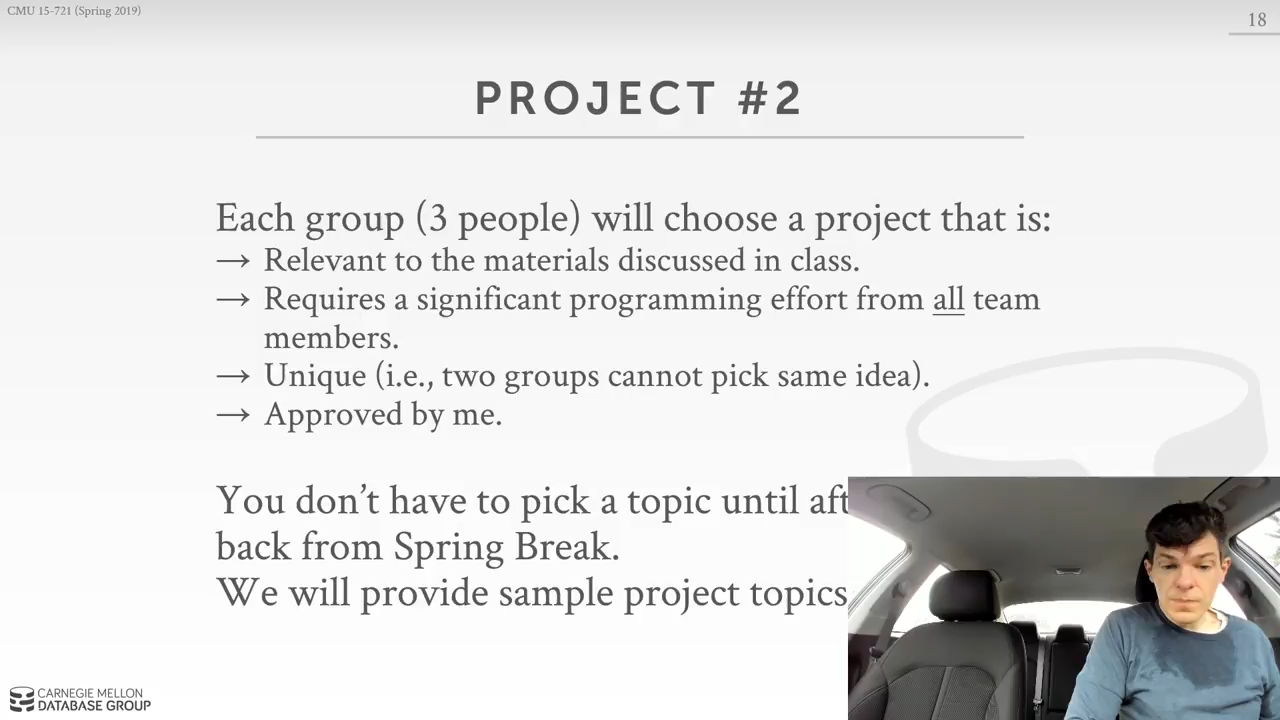 CMU 15-721 (Spring 2019)
18
PROJECT #2
Each group (3 people) will choose a project that is:
→ Relevant to the materials discussed in class.
→ Requires a significant programming effort from all team
members.
→ Unique (i.e., two groups cannot pick same idea).
→ Approved by me.
You don't have to pick a topic until
back from Spring Break.
We will provide sample project topics
CARNEGIE MELLON
DATABASE GROUP